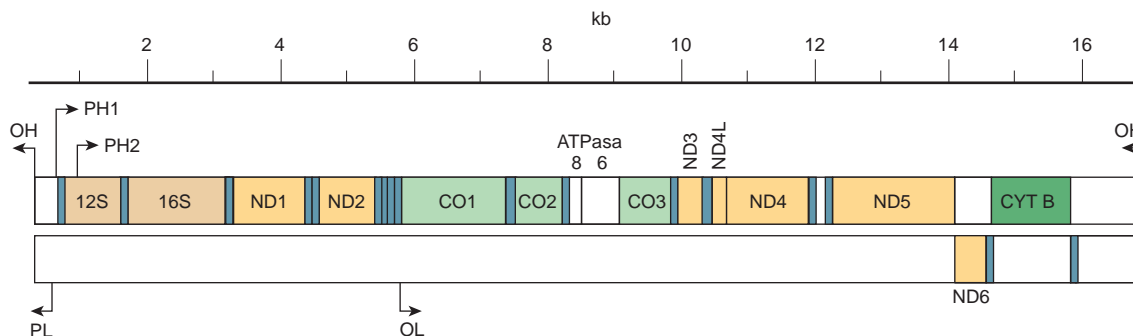 kb
2 4 6 8 10 12 14 16
PH1
OH PH2 ATPasa ND3 ND4L OH
8 6
12S 16S ND1 ND2 CO1 CO2 CO3 ND4 ND5 CYT B
ND6
PL OL